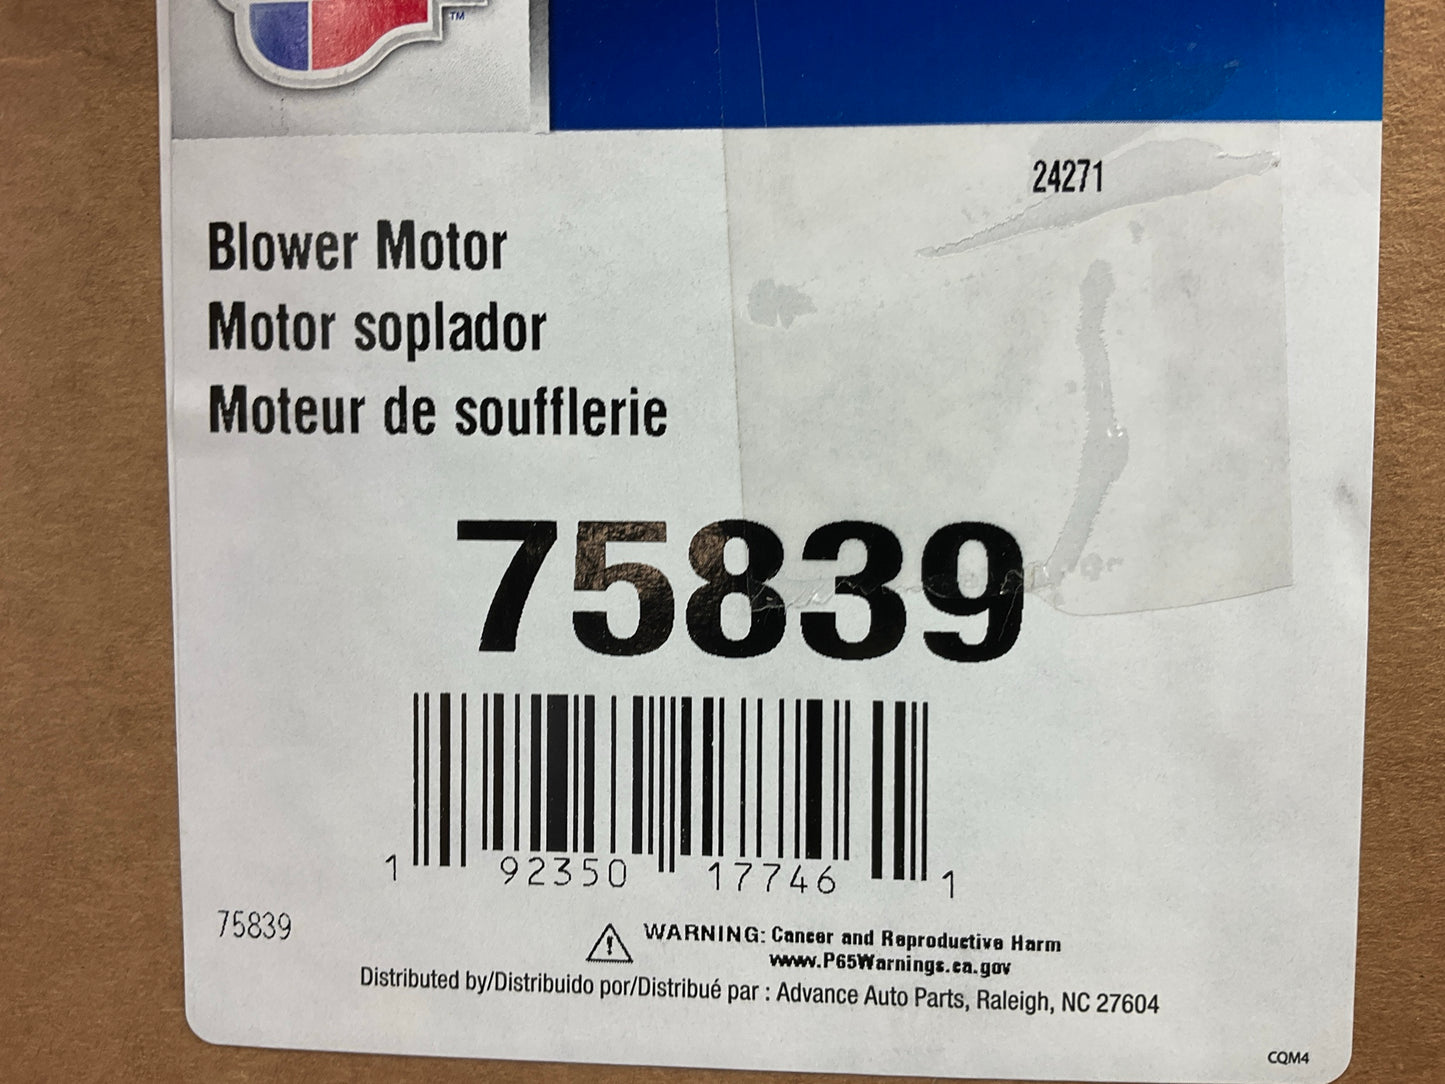 TM
24271
Blower Motor
Motor soplador
Moteur de soufflerie
75839
1 92350 17746 1
75839
WARNING: Cancer and Reproductive Harm
www.P65Warnings.ca.gov
Distributed by/Distribuido por/Distribué par : Advance Auto Parts, Raleigh, NC 27604
CQM4